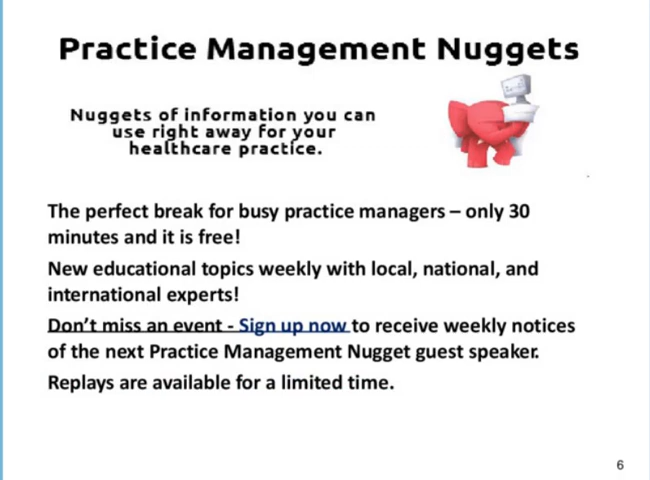 Practice Management Nuggets
Nuggets of information you can
use right away for your
healthcare practice.
The perfect break for busy practice managers – only 30
minutes and it is free!
New educational topics weekly with local, national, and
international experts!
Don’t miss an event - Sign up now to receive weekly notices
of the next Practice Management Nugget guest speaker.
Replays are available for a limited time.
6